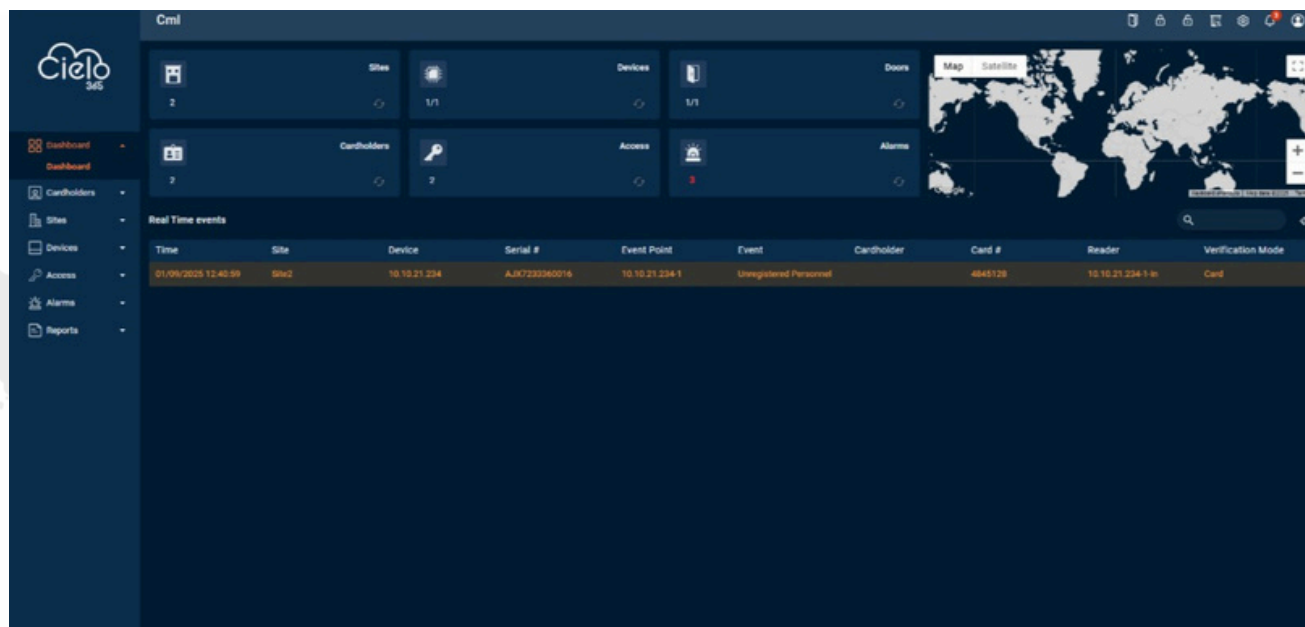 Cml
Cielo
365
Sites
2
Devices
1/1
Doors
1/1
Cardholders
2
Access
2
Alarms
3
Map Satellite
Google
Dashboard
Dashboard
Cardholders
Sites
Devices
Access
Alarms
Reports
Real Time events
Time Site Device Serial # Event Point Event Cardholder Card # Reader Verification Mode
01/09/2025 12:40:59 Site2 10.10.21.234 AJX7233360016 10.10.21.234-1 Unregistered Personnel 4845128 10.10.21.234-1-In Card